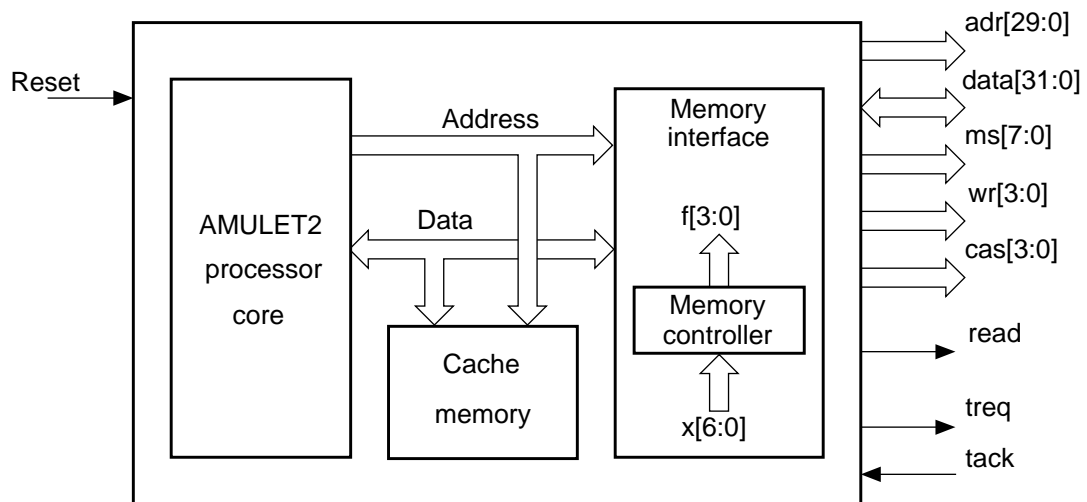 Reset
AMULET2
processor
core
Address
Data
Cache
memory
Memory
interface
f[3:0]
Memory
controller
x[6:0]
adr[29:0]
data[31:0]
ms[7:0]
wr[3:0]
cas[3:0]
read
treq
tack